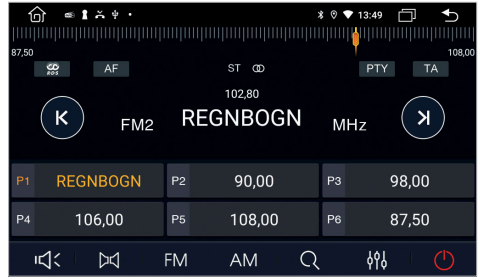 13:49
87,50
108,00
RDS AF ST PTY TA
102,80
FM2 REGNBOGN MHz
P1 REGNBOGN P2 90,00 P3 98,00
P4 106,00 P5 108,00 P6 87,50
FM AM